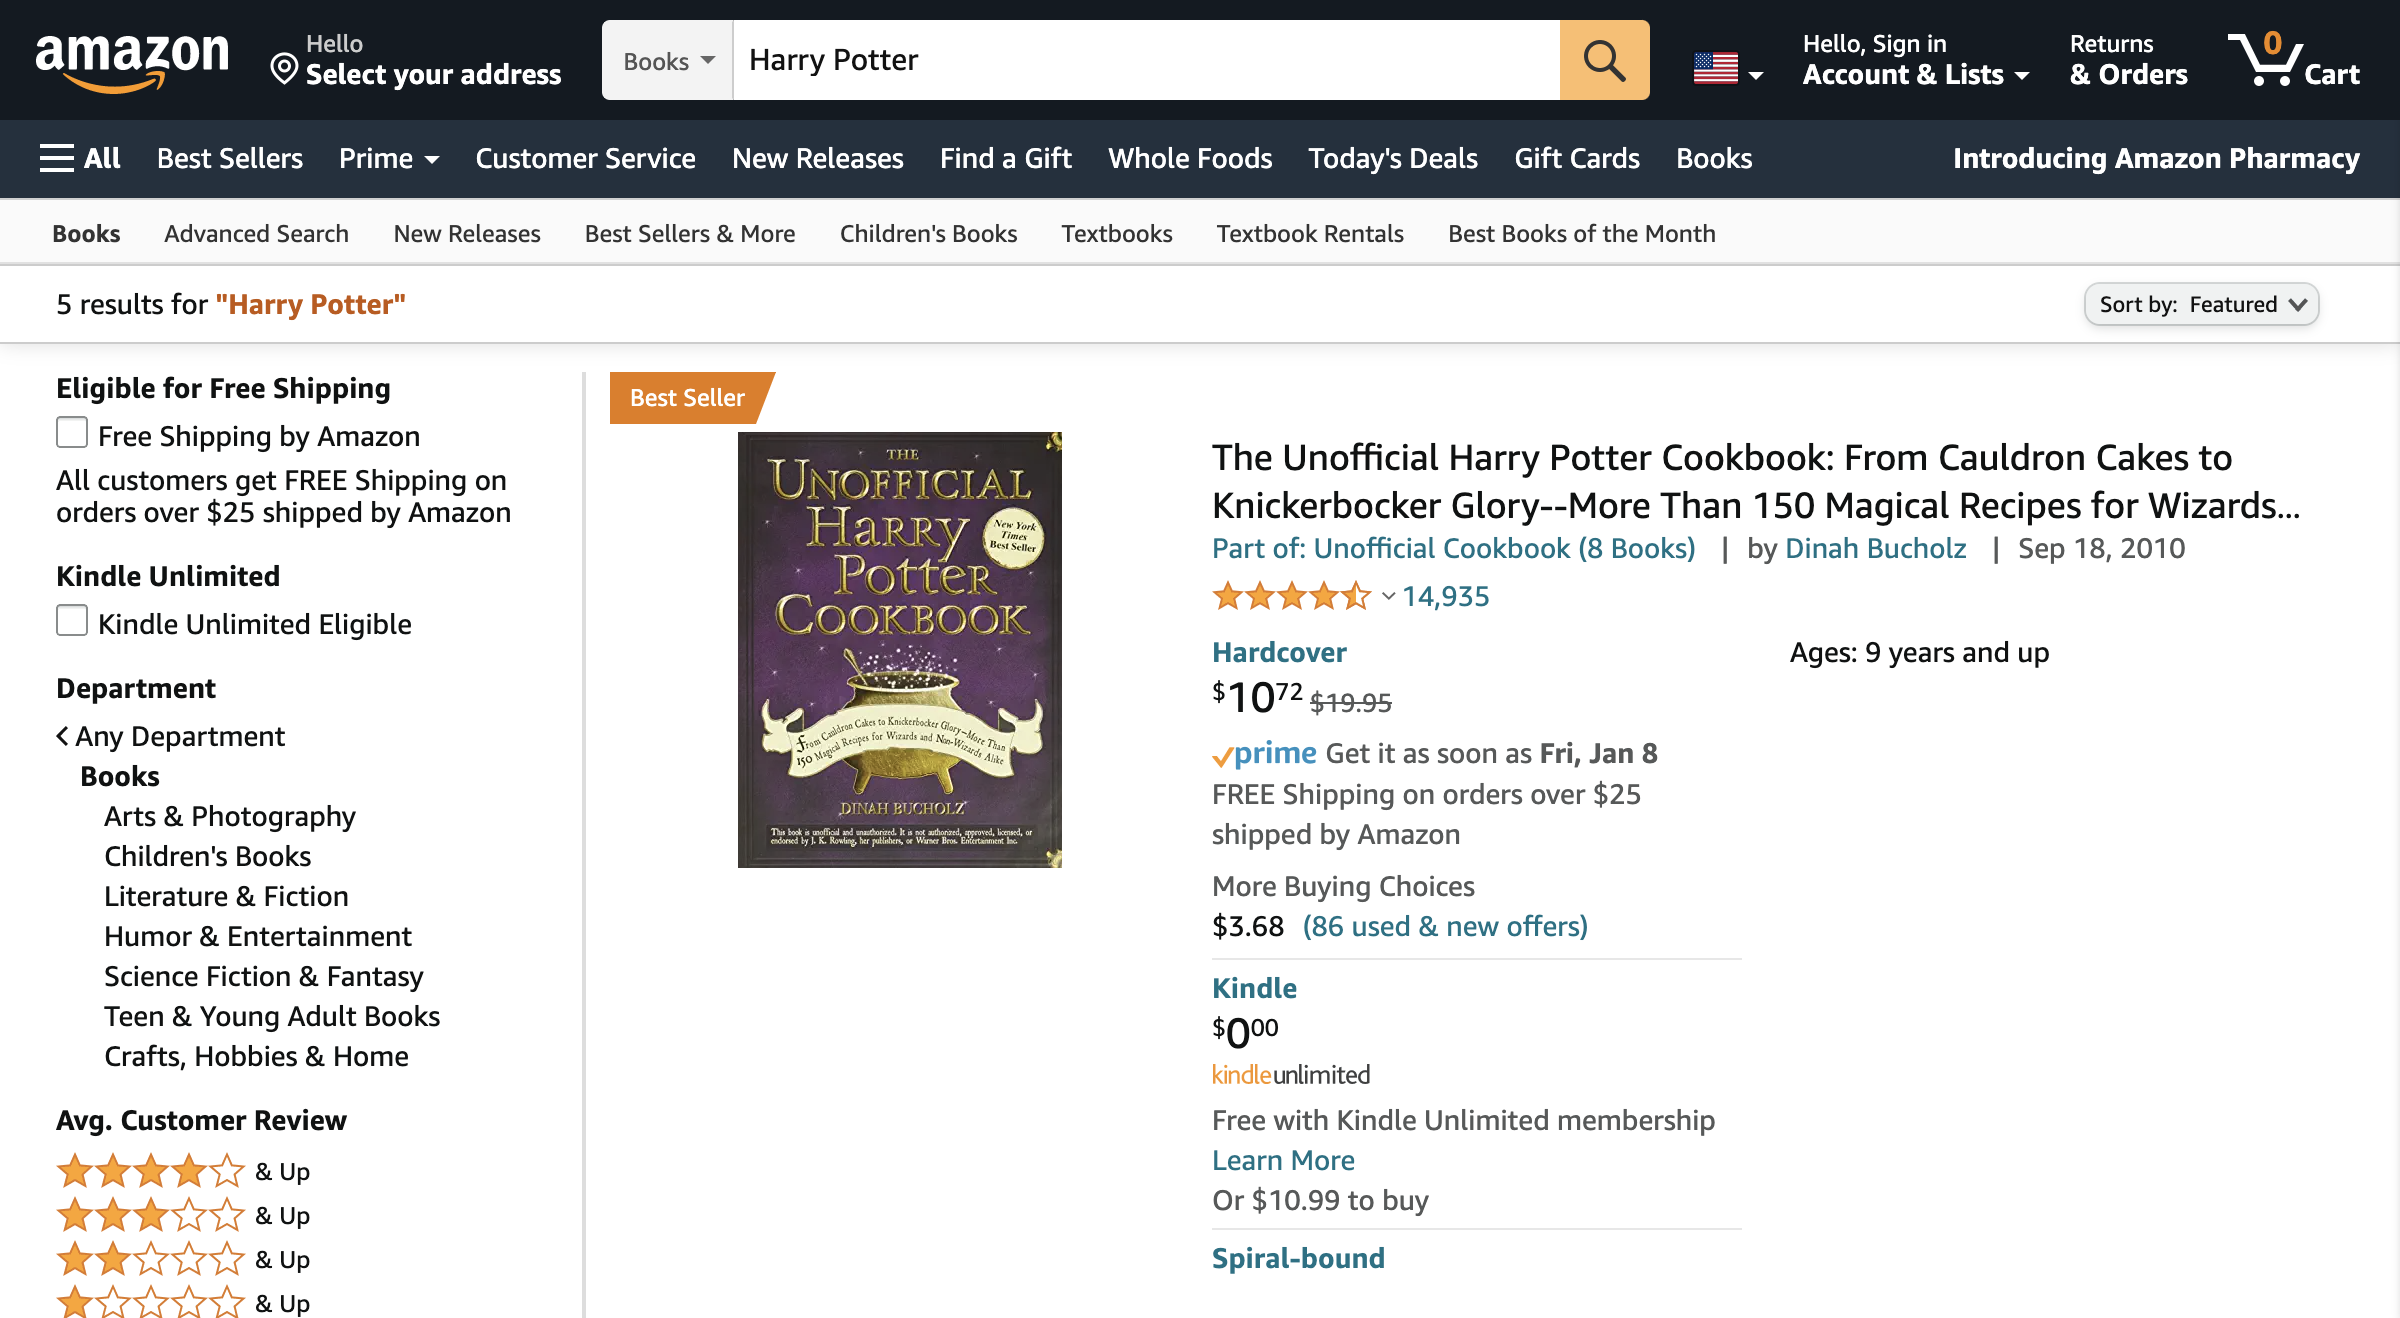 amazon
Hello
Select your address
Books
Harry Potter
Hello, Sign in
Account & Lists
Returns
& Orders
0
Cart
All
Best Sellers
Prime
Customer Service
New Releases
Find a Gift
Whole Foods
Today's Deals
Gift Cards
Books
Introducing Amazon Pharmacy
Books
Advanced Search
New Releases
Best Sellers & More
Children's Books
Textbooks
Textbook Rentals
Best Books of the Month
5 results for "Harry Potter"
Sort by: Featured
Eligible for Free Shipping
Free Shipping by Amazon
All customers get FREE Shipping on
orders over $25 shipped by Amazon
Kindle Unlimited
Kindle Unlimited Eligible
Department
Any Department
Books
Arts & Photography
Children's Books
Literature & Fiction
Humor & Entertainment
Science Fiction & Fantasy
Teen & Young Adult Books
Crafts, Hobbies & Home
Avg. Customer Review
& Up
& Up
& Up
& Up
Best Seller
THE
UNOFFICIAL
HARRY
POTTER
COOKBOOK
New York
Times
Best Seller
From Cauldron Cakes to Knickerbocker Glory—More Than
150 Magical Recipes for Wizards and Non-Wizards Alike
DINAH BUCHOLZ
This book is unofficial and unauthorized. It is not authorized, approved, licensed, or
endorsed by J. K. Rowling, her publishers, or Warner Bros. Entertainment Inc.
The Unofficial Harry Potter Cookbook: From Cauldron Cakes to
Knickerbocker Glory--More Than 150 Magical Recipes for Wizards...
Part of: Unofficial Cookbook (8 Books) | by Dinah Bucholz | Sep 18, 2010
14,935
Hardcover
$1072 $19.95
prime Get it as soon as Fri, Jan 8
FREE Shipping on orders over $25
shipped by Amazon
More Buying Choices
$3.68 (86 used & new offers)
Kindle
$000
kindleunlimited
Free with Kindle Unlimited membership
Learn More
Or $10.99 to buy
Spiral-bound
Ages: 9 years and up